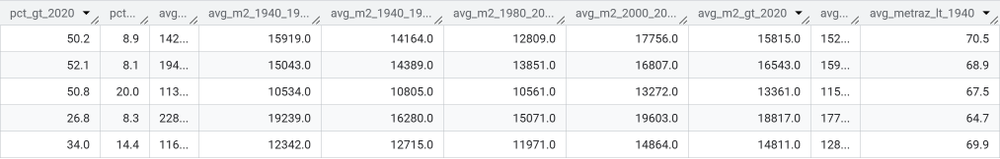 pct_gt_2020 pct... avg... avg_m2_1940_19... avg_m2_1940_19... avg_m2_1980_20... avg_m2_2000_20... avg_m2_gt_2020 avg... avg_metraz_lt_1940
50.2 8.9 142... 15919.0 14164.0 12809.0 17756.0 15815.0 152... 70.5
52.1 8.1 194... 15043.0 14389.0 13851.0 16807.0 16543.0 159... 68.9
50.8 20.0 113... 10534.0 10805.0 10561.0 13272.0 13361.0 115... 67.5
26.8 8.3 228... 19239.0 16280.0 15071.0 19603.0 18817.0 177... 64.7
34.0 14.4 116... 12342.0 12715.0 11971.0 14864.0 14811.0 128... 69.9